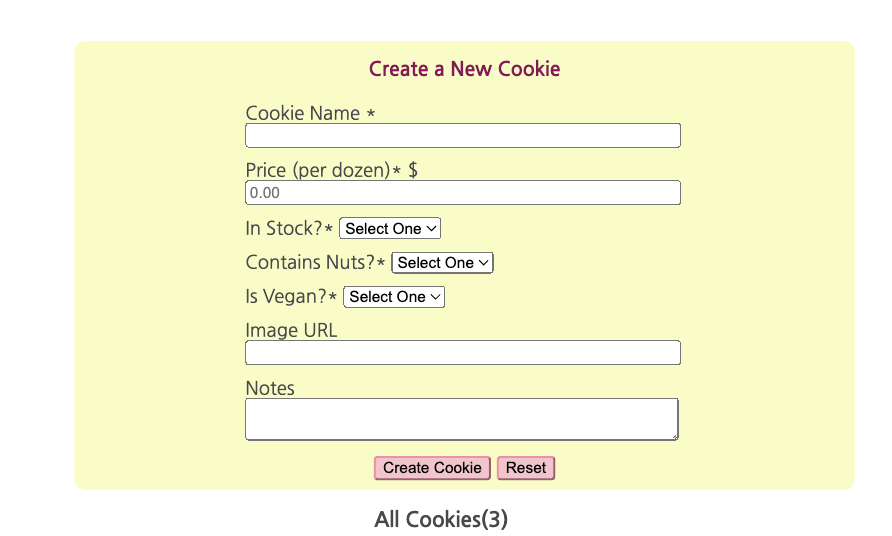 Create a New Cookie
Cookie Name *
Price (per dozen)* $
0.00
In Stock?* Select One
Contains Nuts?* Select One
Is Vegan?* Select One
Image URL
Notes
Create Cookie Reset
All Cookies(3)